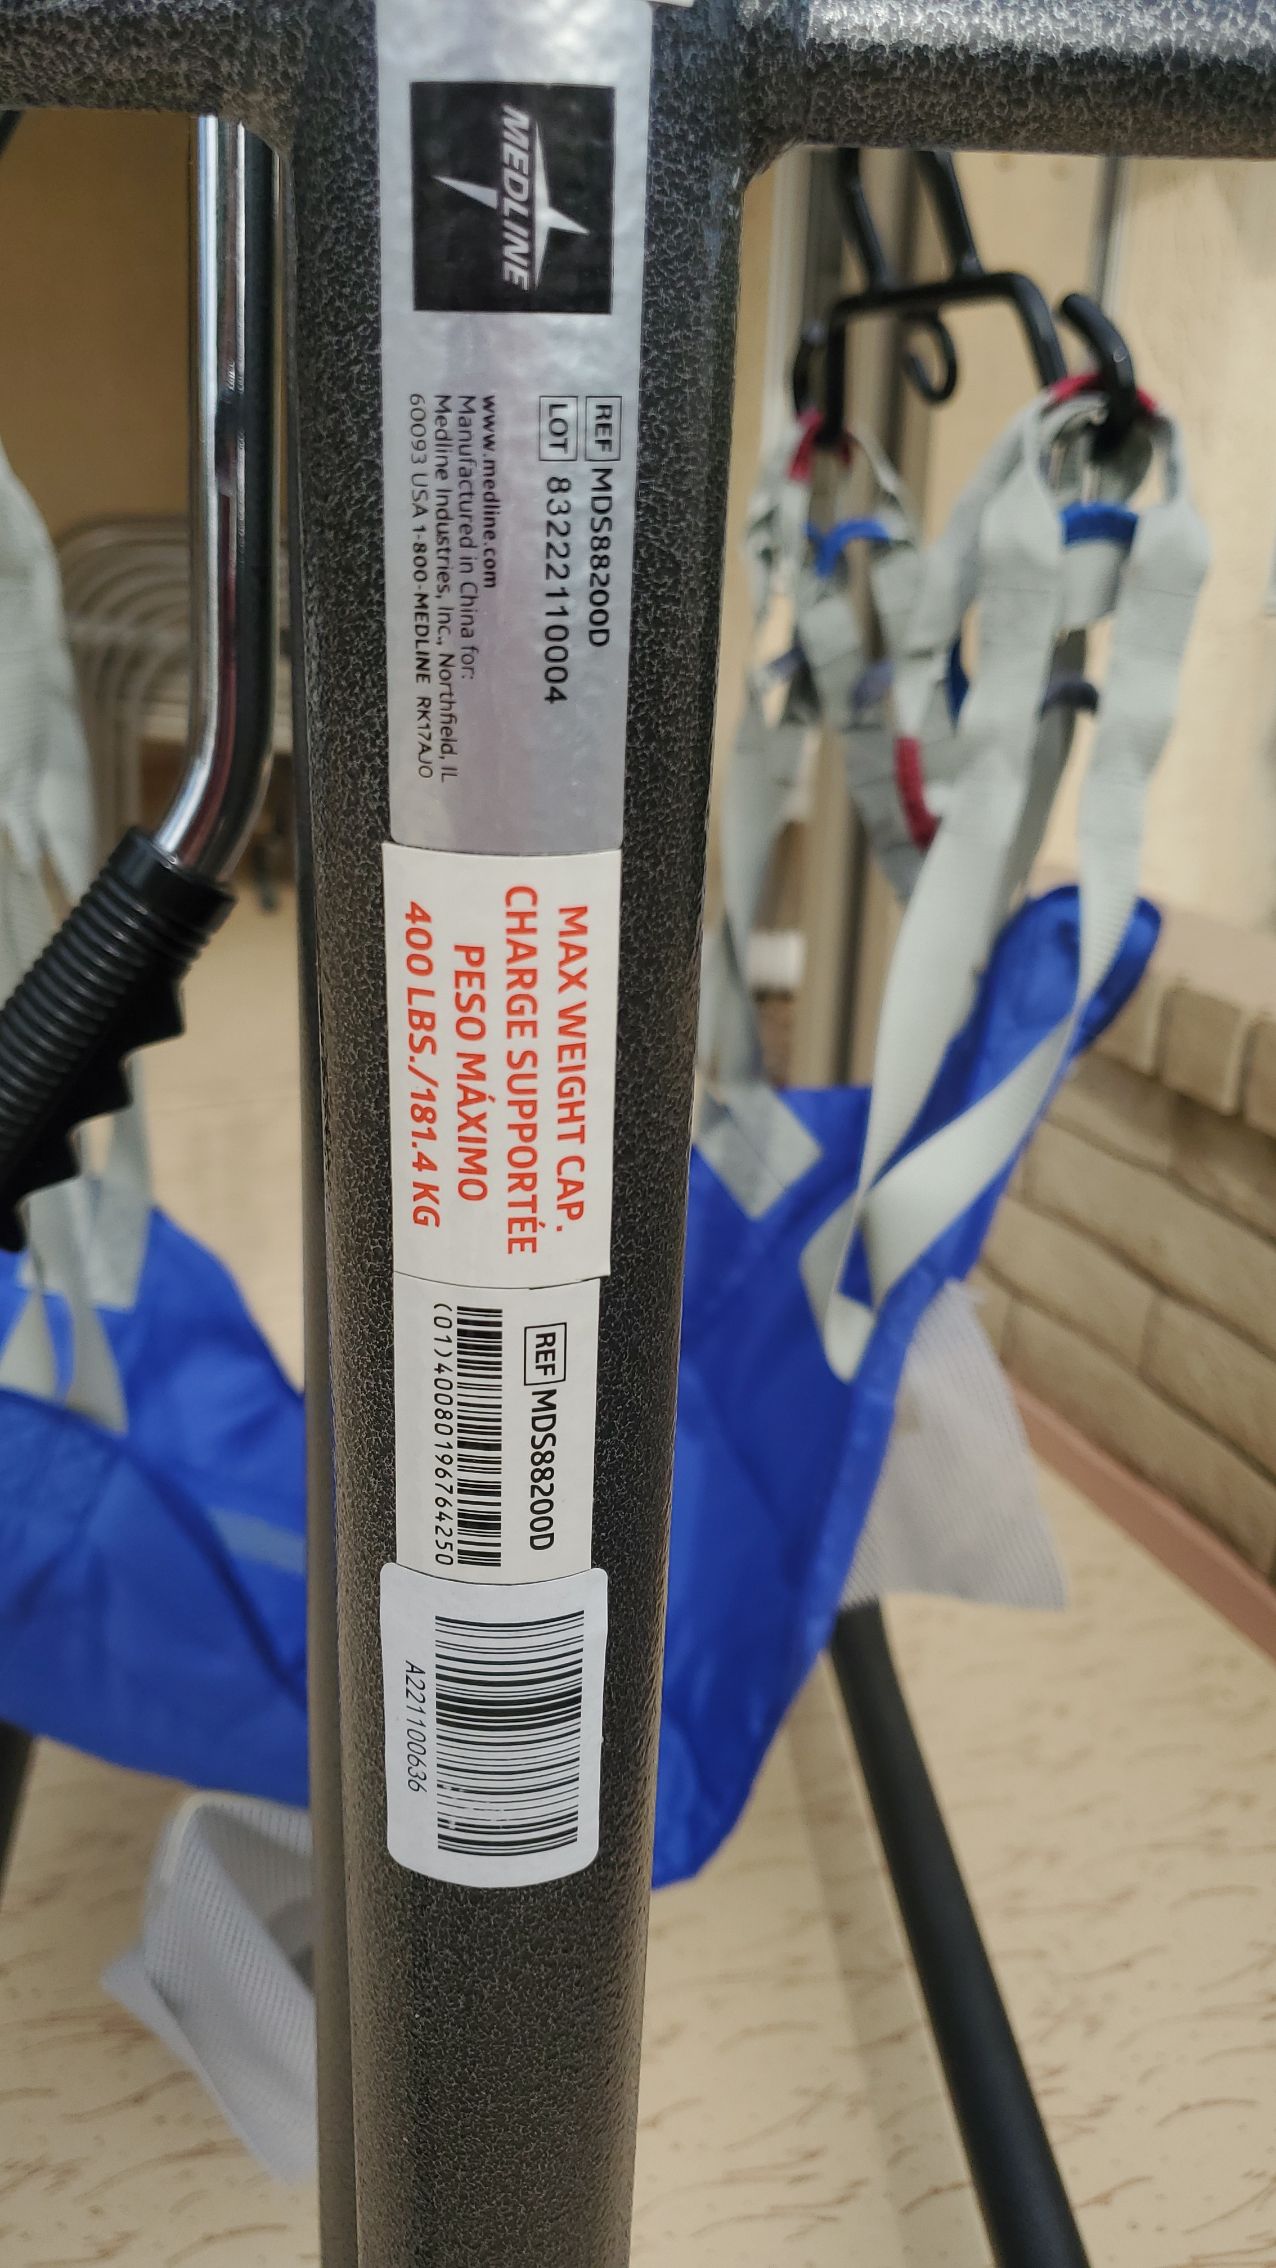 MEDLINE
REF MDS88200D
LOT 83222110004
www.medline.com
Manufactured in China for:
Medline Industries, Inc., Northfield, IL
60093 USA 1-800-MEDLINE RK17AJO
MAX WEIGHT CAP.
CHARGE SUPPORTÉE
PESO MÁXIMO
400 LBS./181.4 KG
REF MDS88200D
(01)40080196764250
A221100636